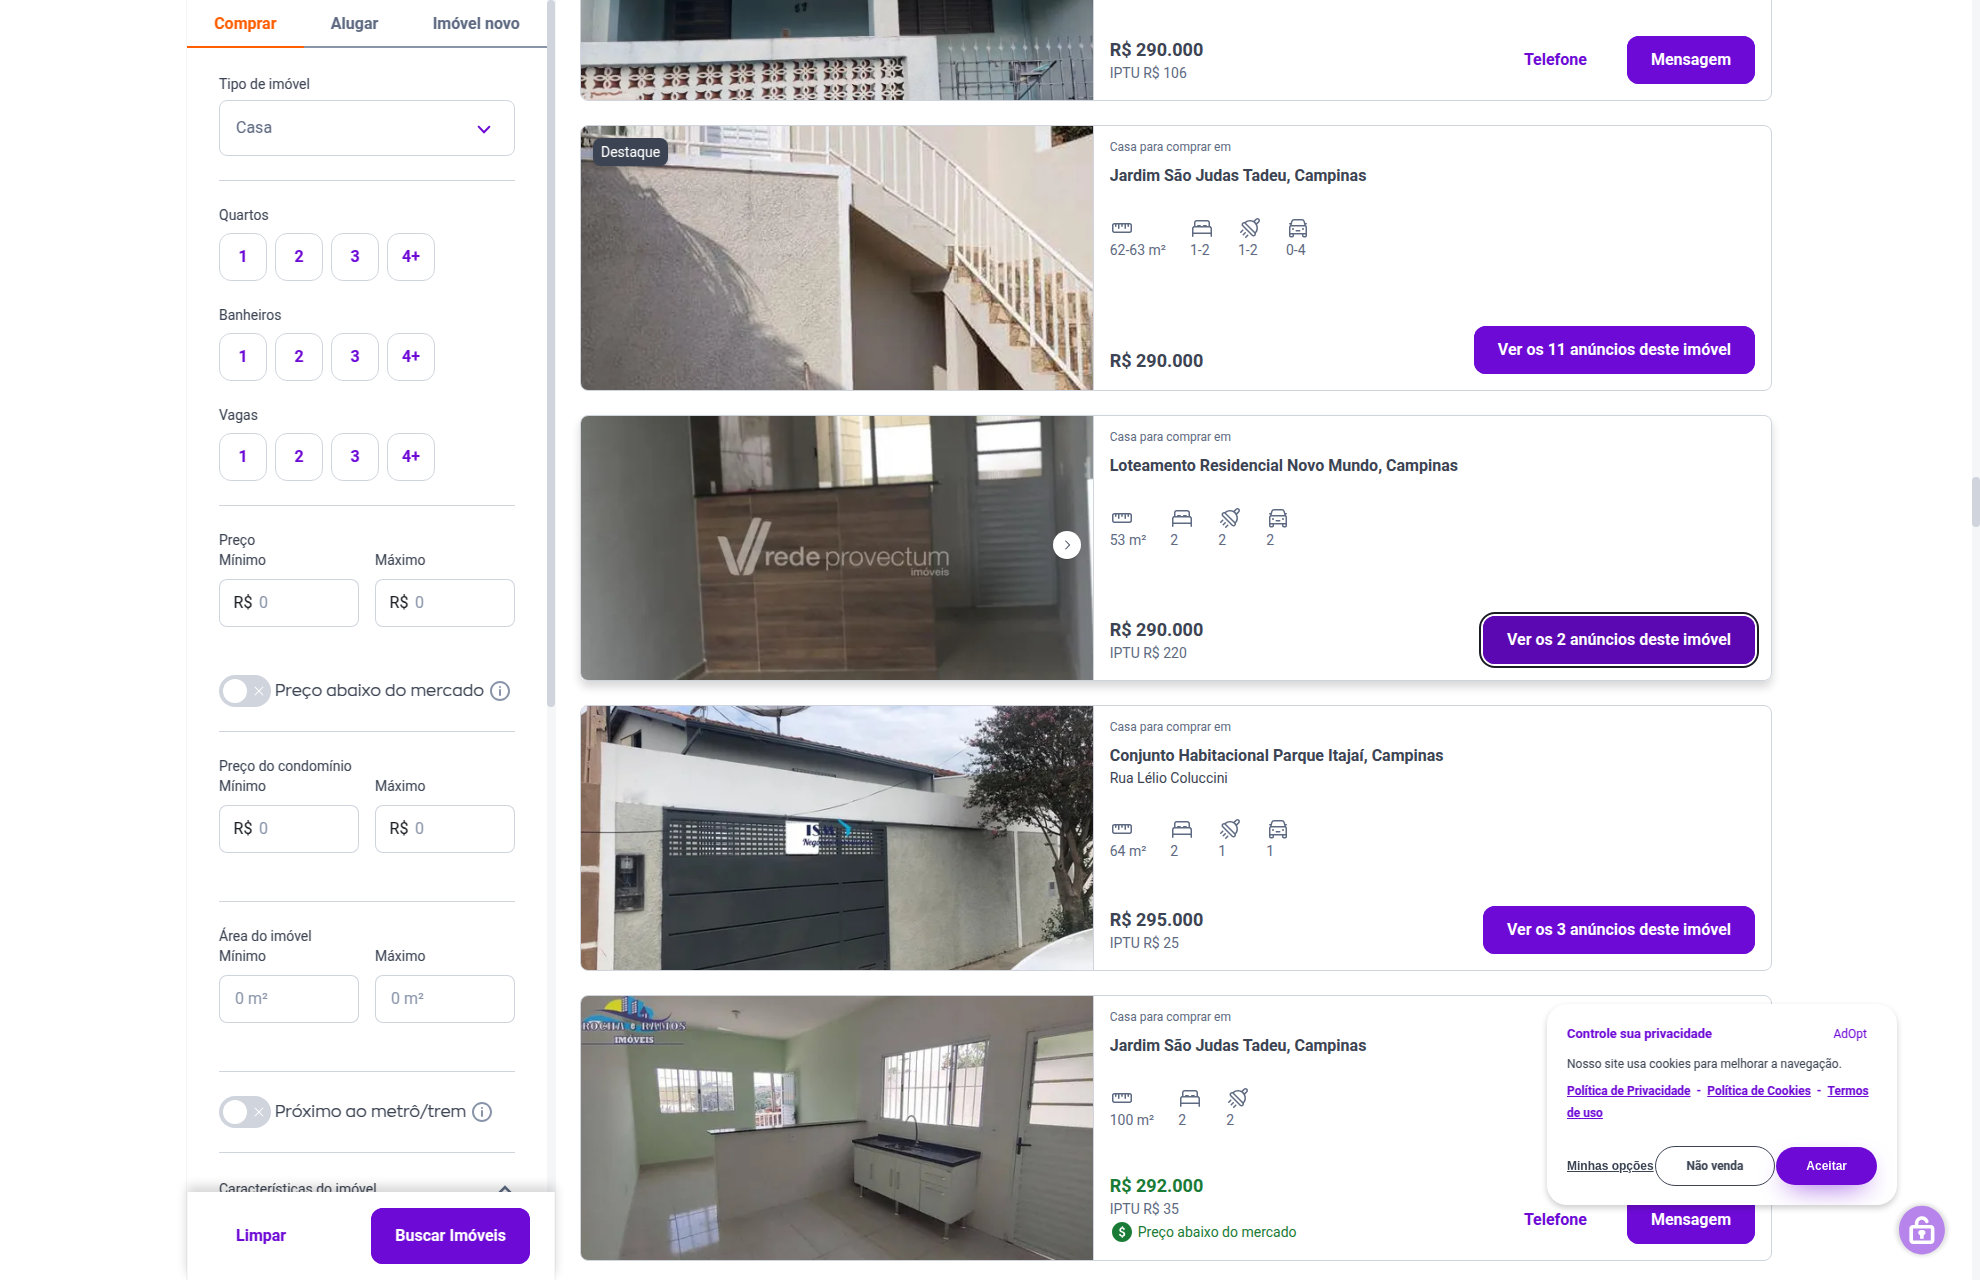 Comprar
Alugar
Imóvel novo
Tipo de imóvel
Casa
Quartos
1
2
3
4+
Banheiros
1
2
3
4+
Vagas
1
2
3
4+
Preço
Mínimo
Máximo
R$ 0
R$ 0
Preço abaixo do mercado
Preço do condomínio
Mínimo
Máximo
R$ 0
R$ 0
Área do imóvel
Mínimo
Máximo
0 m²
0 m²
Próximo ao metrô/trem
Características do imóvel
Limpar
Buscar Imóveis
R$ 290.000
IPTU R$ 106
Telefone
Mensagem
Destaque
Casa para comprar em
Jardim São Judas Tadeu, Campinas
62-63 m²
1-2
1-2
0-4
R$ 290.000
Ver os 11 anúncios deste imóvel
rede provectum
imóveis
Casa para comprar em
Loteamento Residencial Novo Mundo, Campinas
53 m²
2
2
2
R$ 290.000
IPTU R$ 220
Ver os 2 anúncios deste imóvel
Casa para comprar em
Conjunto Habitacional Parque Itajaí, Campinas
Rua Lélio Coluccini
64 m²
2
1
1
R$ 295.000
IPTU R$ 25
Ver os 3 anúncios deste imóvel
ROCHA & RAMOS
IMÓVEIS
Casa para comprar em
Jardim São Judas Tadeu, Campinas
100 m²
2
2
R$ 292.000
IPTU R$ 35
Preço abaixo do mercado
Telefone
Mensagem
Controle sua privacidade
AdOpt
Nosso site usa cookies para melhorar a navegação.
Política de Privacidade - Política de Cookies - Termos
de uso
Minhas opções
Não venda
Aceitar